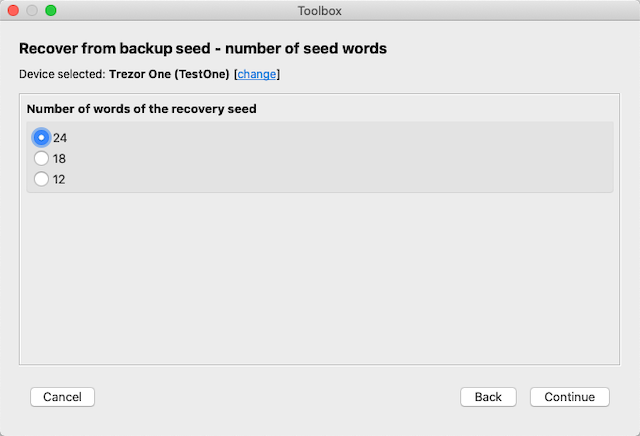 Toolbox
Recover from backup seed - number of seed words
Device selected: Trezor One (TestOne) [change]
Number of words of the recovery seed
24
18
12
Cancel
Back
Continue